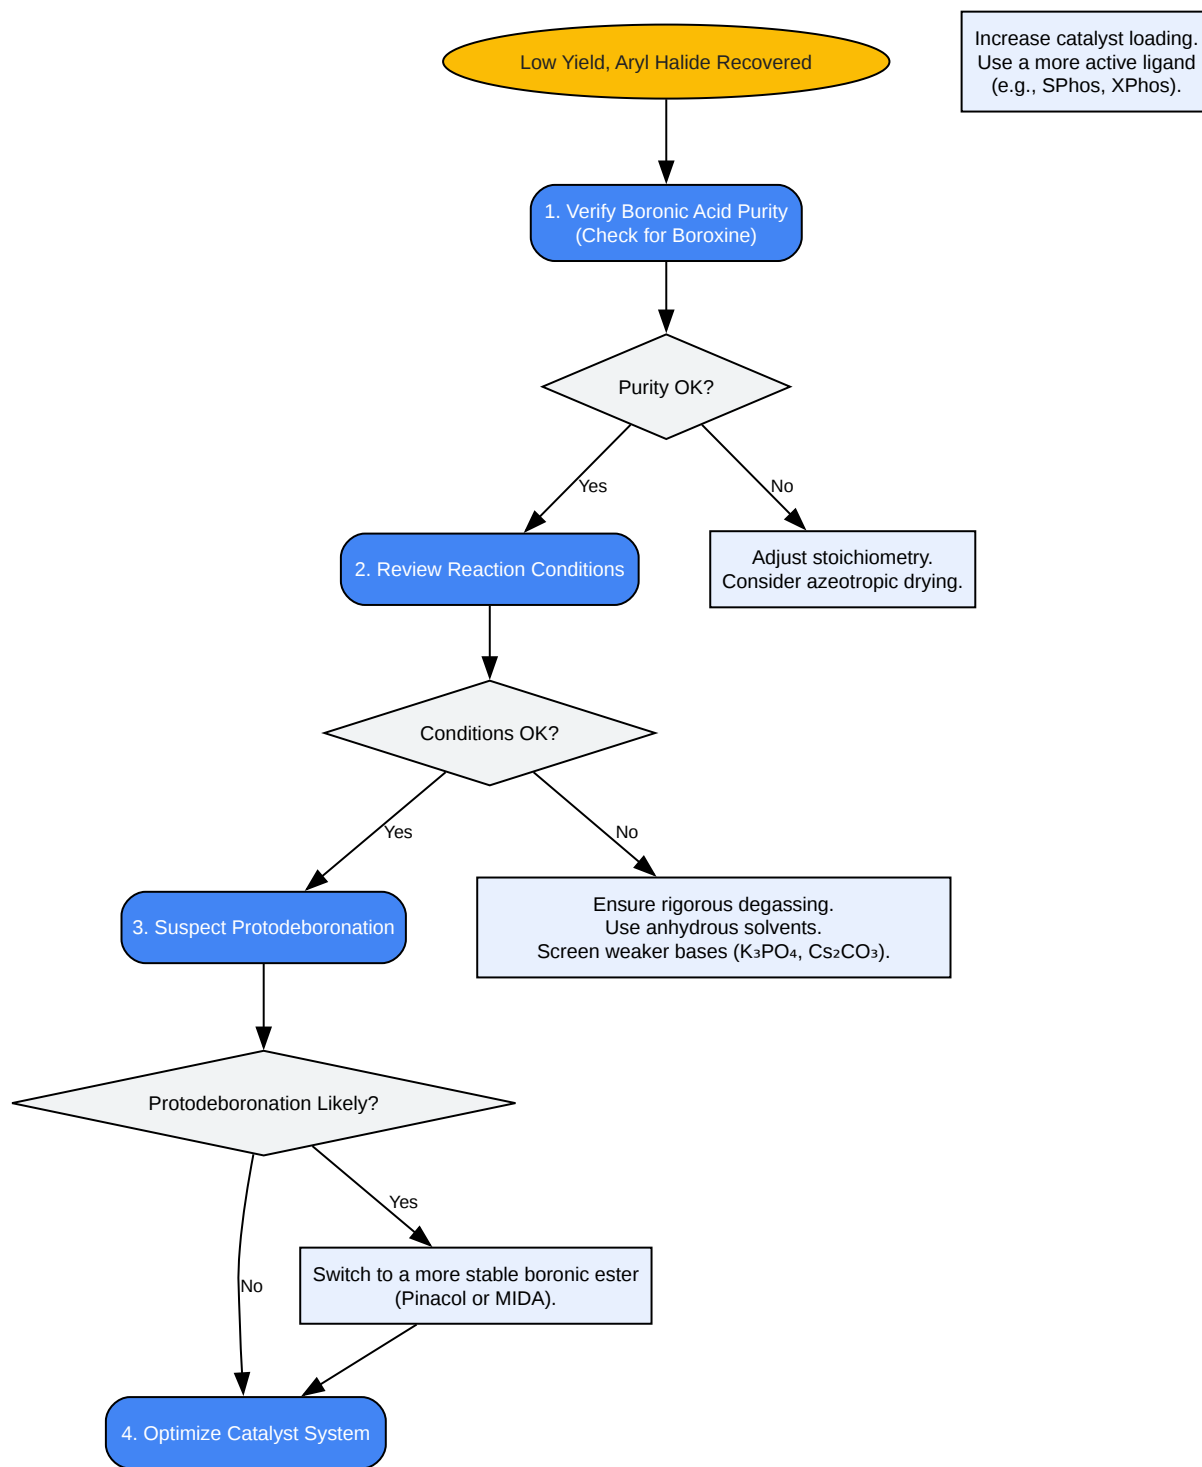 Low Yield, Aryl Halide Recovered
Increase catalyst loading.
Use a more active ligand
(e.g., SPhos, XPhos).
1. Verify Boronic Acid Purity
(Check for Boroxine)
Purity OK?
Yes
No
2. Review Reaction Conditions
Adjust stoichiometry.
Consider azeotropic drying.
Conditions OK?
Yes
No
3. Suspect Protodeboronation
Ensure rigorous degassing.
Use anhydrous solvents.
Screen weaker bases (K₃PO₄, Cs₂CO₃).
Protodeboronation Likely?
Yes
No
Switch to a more stable boronic ester
(Pinacol or MIDA).
4. Optimize Catalyst System